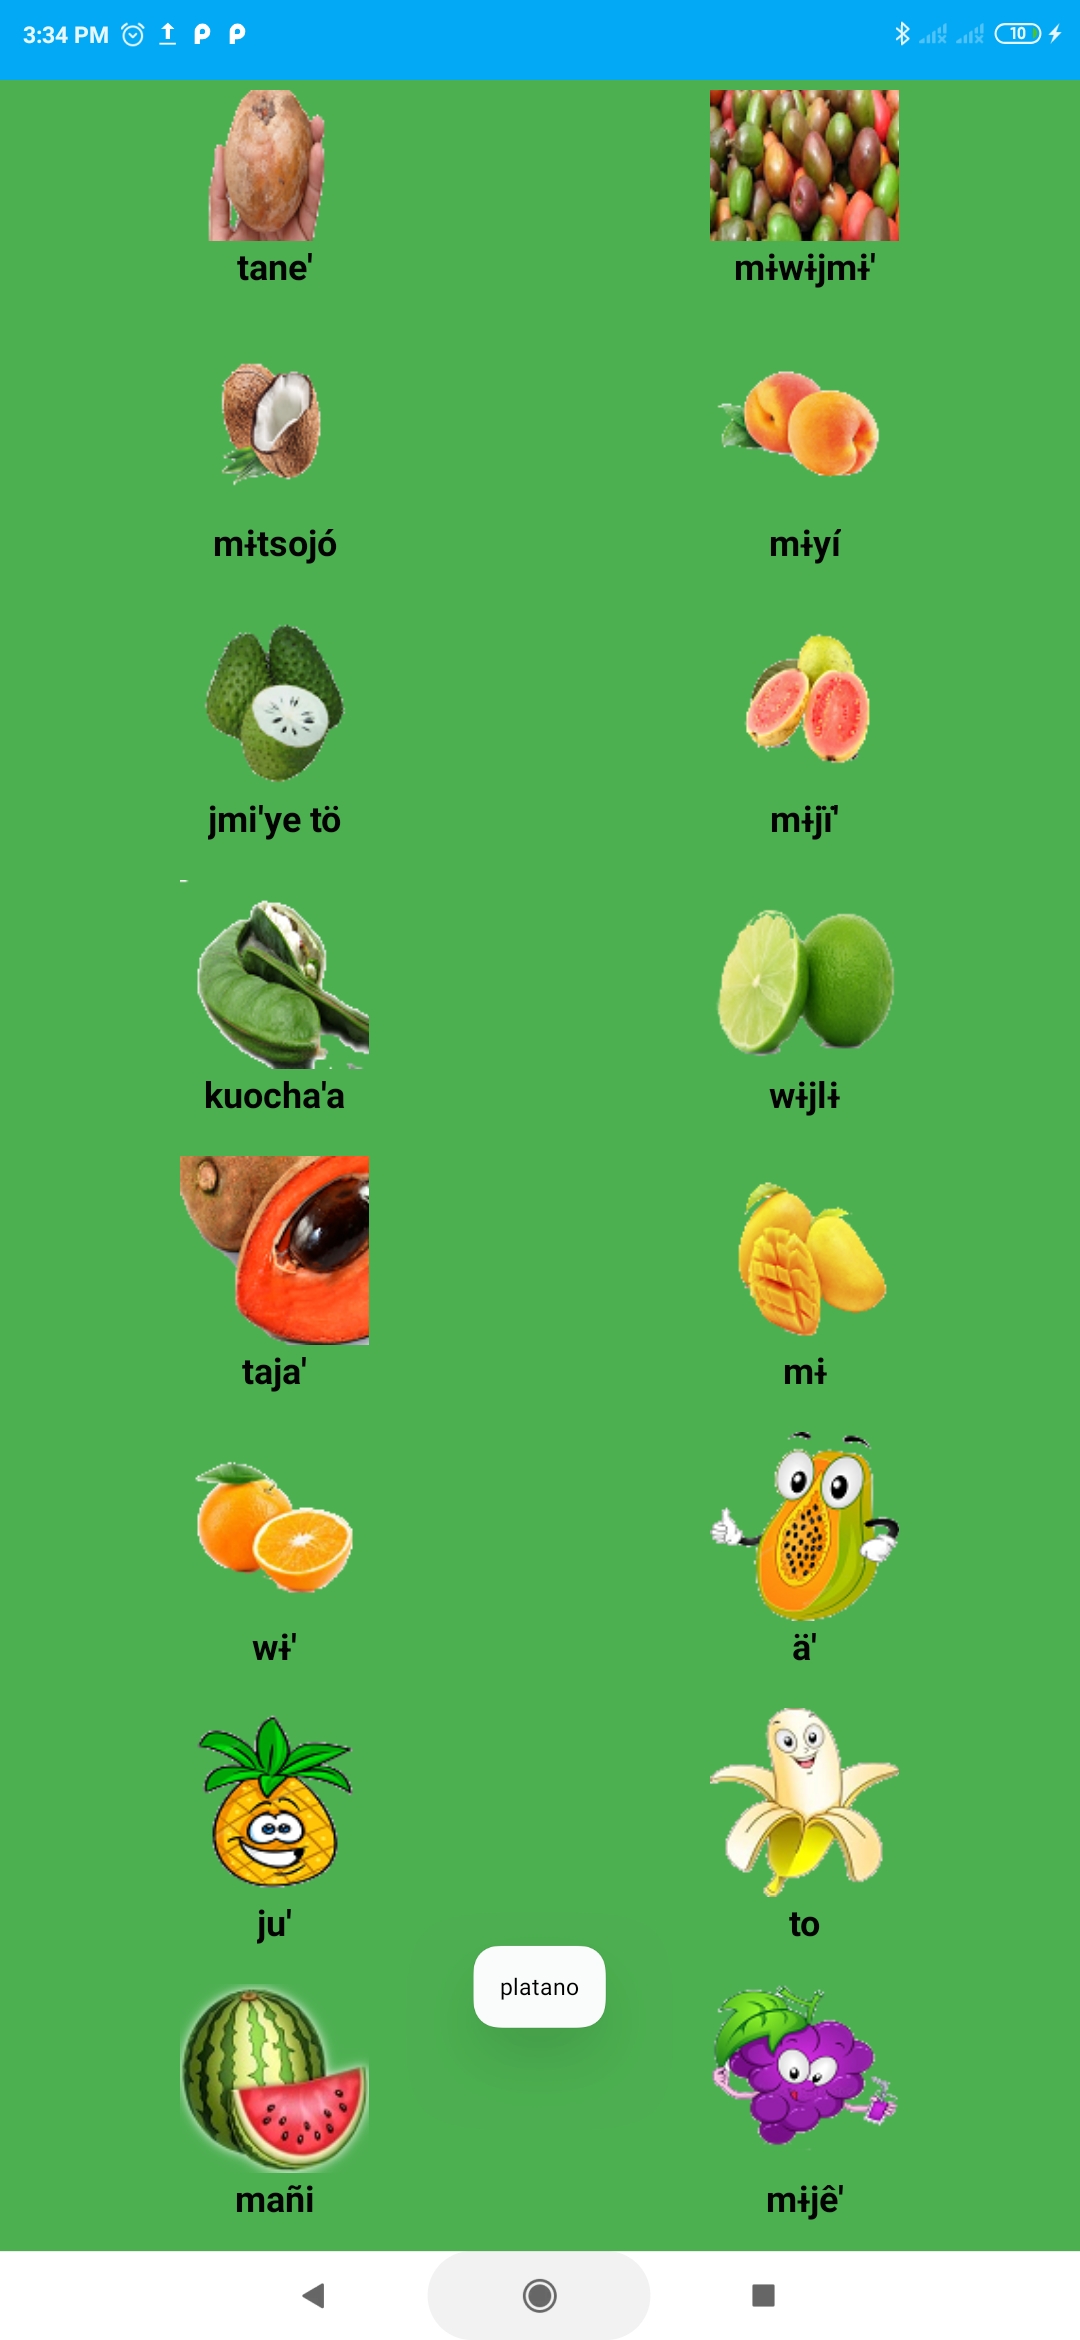 3:34 PM
10
tane'
mɨwɨjmɨ'
mɨtsojó
mɨyí
jmi'ye tö
mɨjï'
kuocha'a
wɨjlɨ
taja'
mɨ
wɨ'
ä'
ju'
to
platano
mañi
mɨjê'